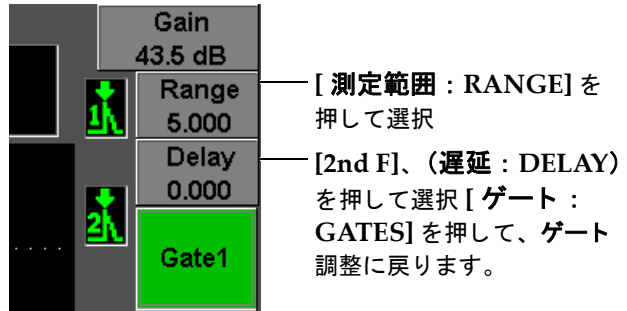 Gain
43.5 dB
Range
5.000
Delay
0.000
Gate1
1
2
[ 測定範囲：RANGE] を
押して選択
[2nd F]、（遅延：DELAY）
を押して選択 [ ゲート：
GATES] を押して、ゲート
調整に戻ります。